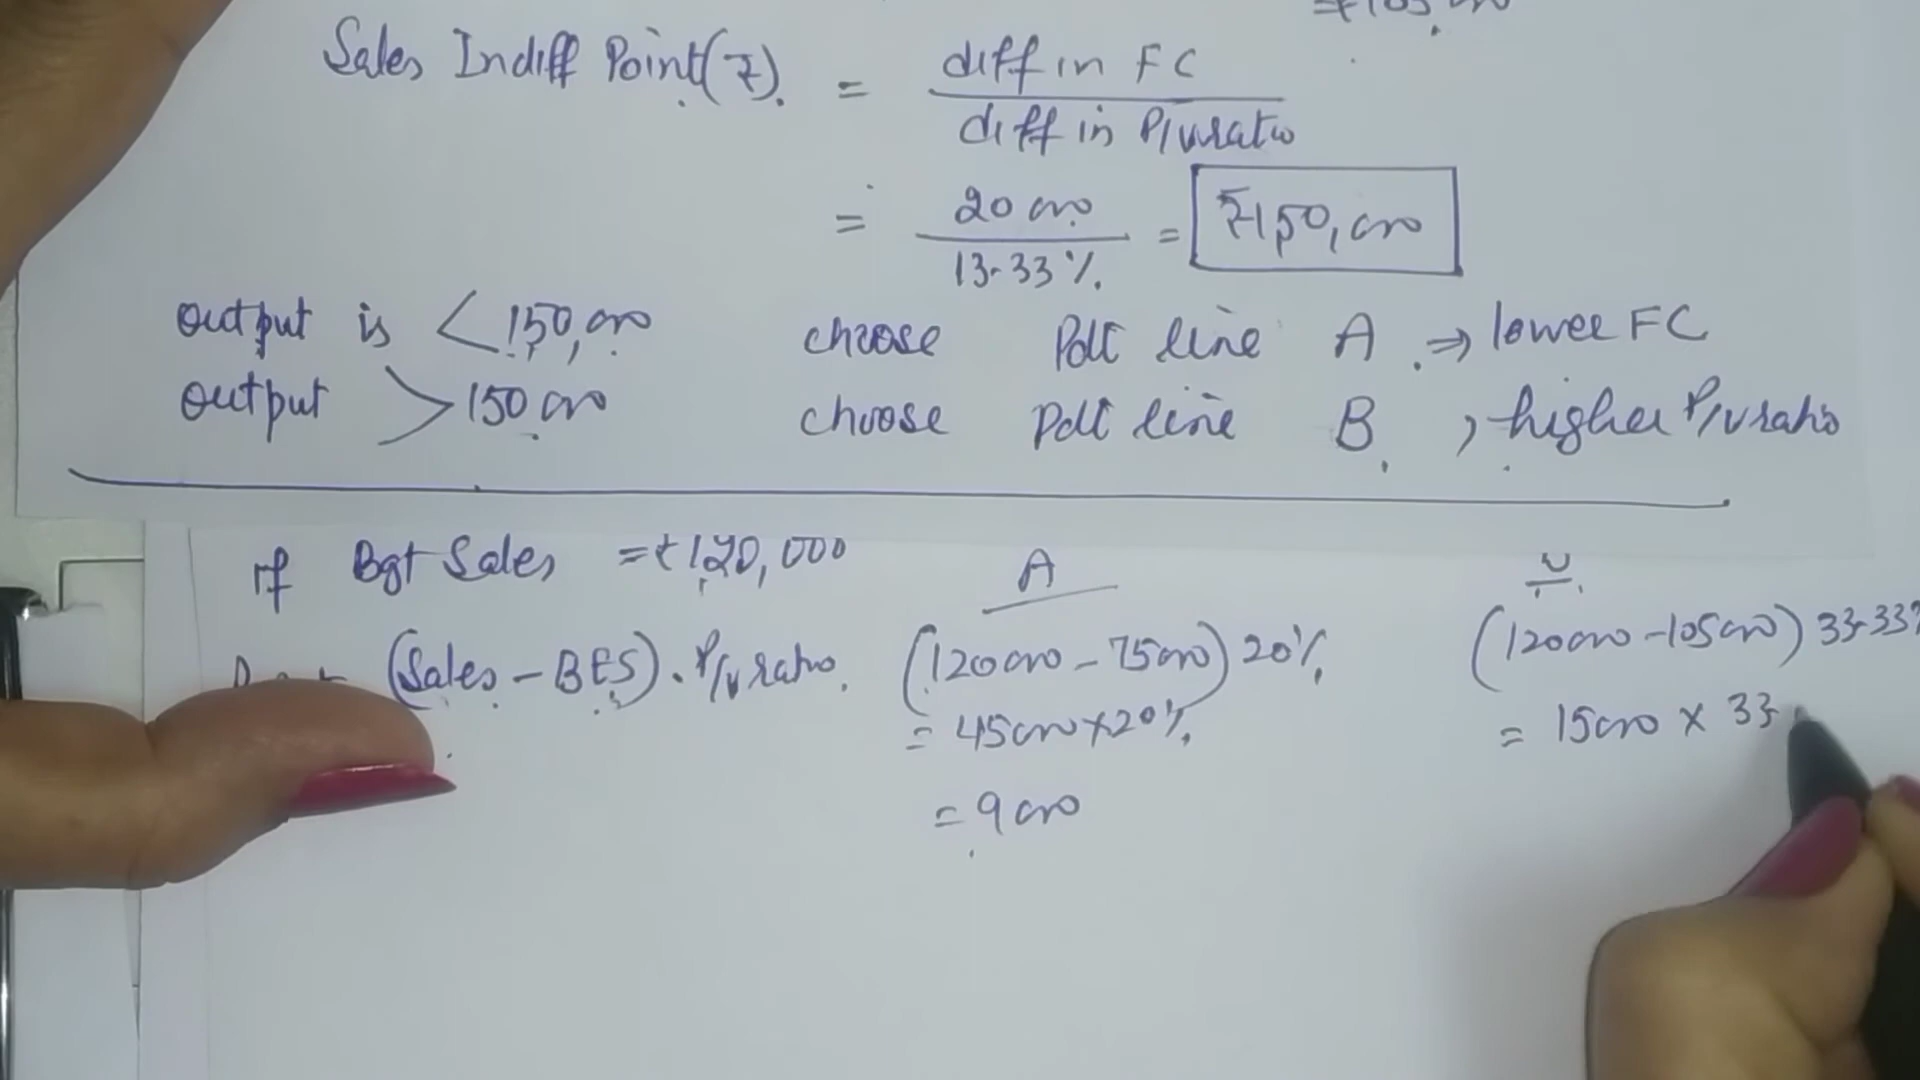 Sales Indiff Point(₹). = diff in FC
diff in P/V ratio
= 20 cro
13.33 %.
= ₹150, cro
output is < 150, cro choose Pdt line A ⇒ lower FC
output > 150 cro choose Pdt line B , higher P/V ratio
if Bgt Sales = ₹ 120,000 A
(Sales - BES). P/V ratio. (120cro - 75cro) 20% (120cro - 105cro) 33.33%
= 45cro × 20% = 15cro × 33.
= 9 cro